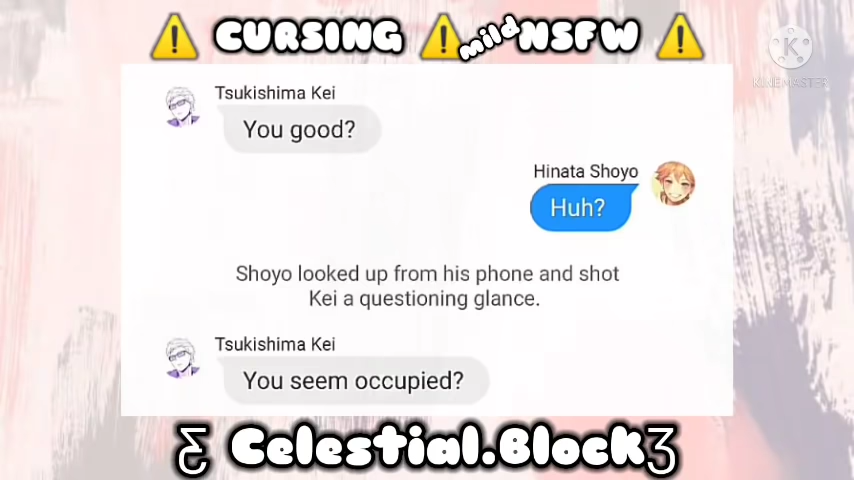 ⚠️ CURSING ⚠️ mild NSFW ⚠️
KINEMASTER
Tsukishima Kei
You good?
Hinata Shoyo
Huh?
Shoyo looked up from his phone and shot
Kei a questioning glance.
Tsukishima Kei
You seem occupied?
Ƹ Celestial.Block Ʒ